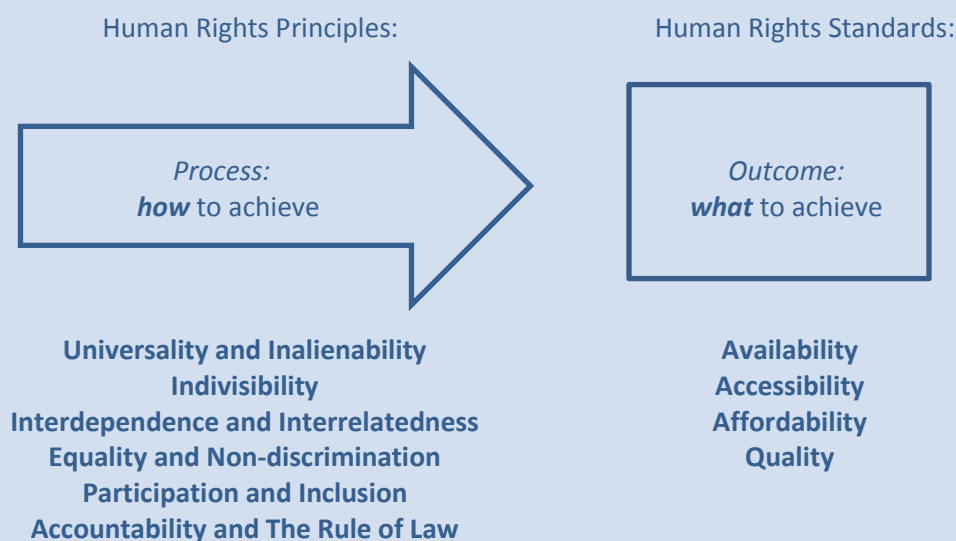 Human Rights Principles:
Process:
how to achieve
Universality and Inalienability
Indivisibility
Interdependence and Interrelatedness
Equality and Non-discrimination
Participation and Inclusion
Accountability and The Rule of Law
Human Rights Standards:
Outcome:
what to achieve
Availability
Accessibility
Affordability
Quality